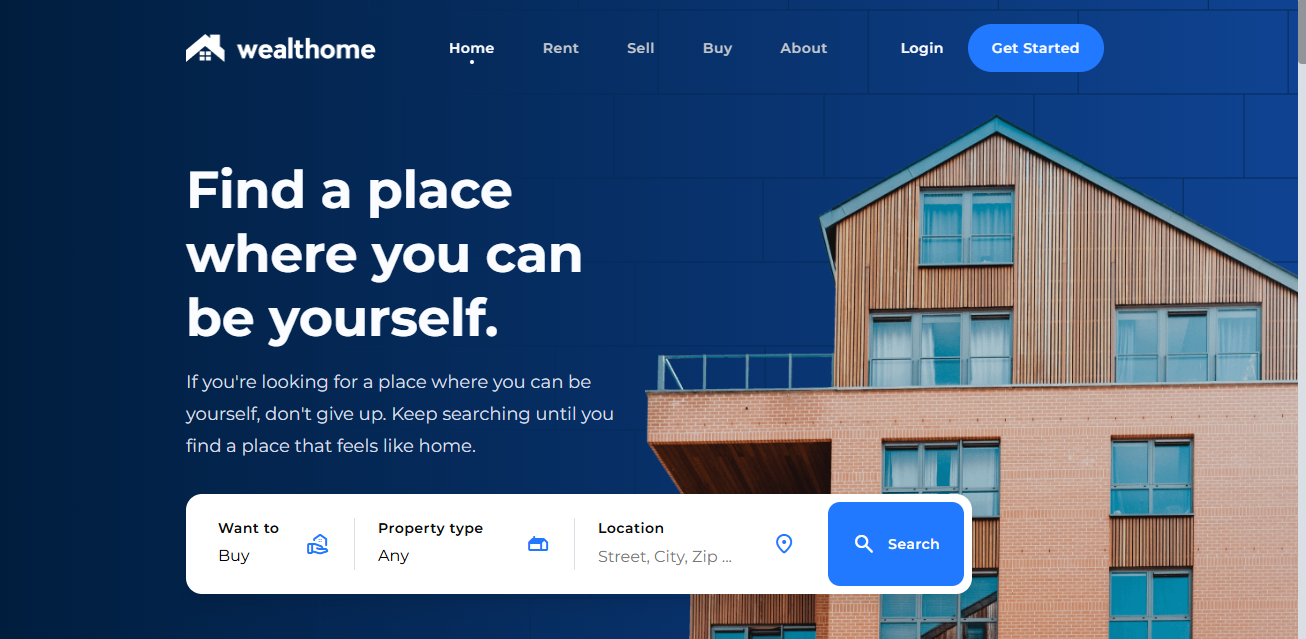 wealthome
Home Rent Sell Buy About Login Get Started
Find a place
where you can
be yourself.
If you're looking for a place where you can be
yourself, don't give up. Keep searching until you
find a place that feels like home.
Want to Property type Location
Buy Any Street, City, Zip ...
Search